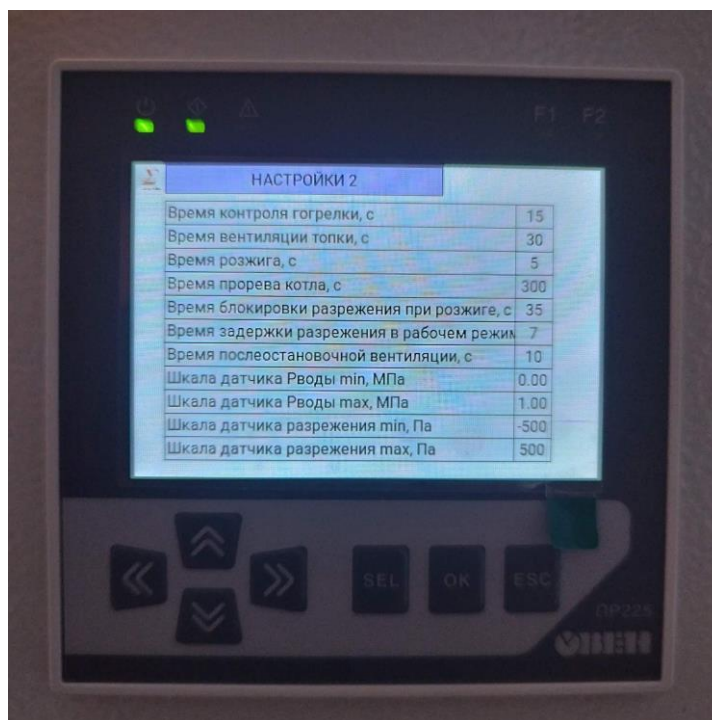 F1 F2
НАСТРОЙКИ 2
Время контроля гогрелки, с 15
Время вентиляции топки, с 30
Время розжига, с 5
Время прорева котла, с 300
Время блокировки разрежения при розжиге, с 35
Время задержки разрежения в рабочем режим 7
Время послеостановочной вентиляции, с 10
Шкала датчика Рводы min, МПа 0.00
Шкала датчика Рводы max, МПа 1.00
Шкала датчика разрежения min, Па -500
Шкала датчика разрежения max, Па 500
SEL OK ESC
OP225
ОВЕН